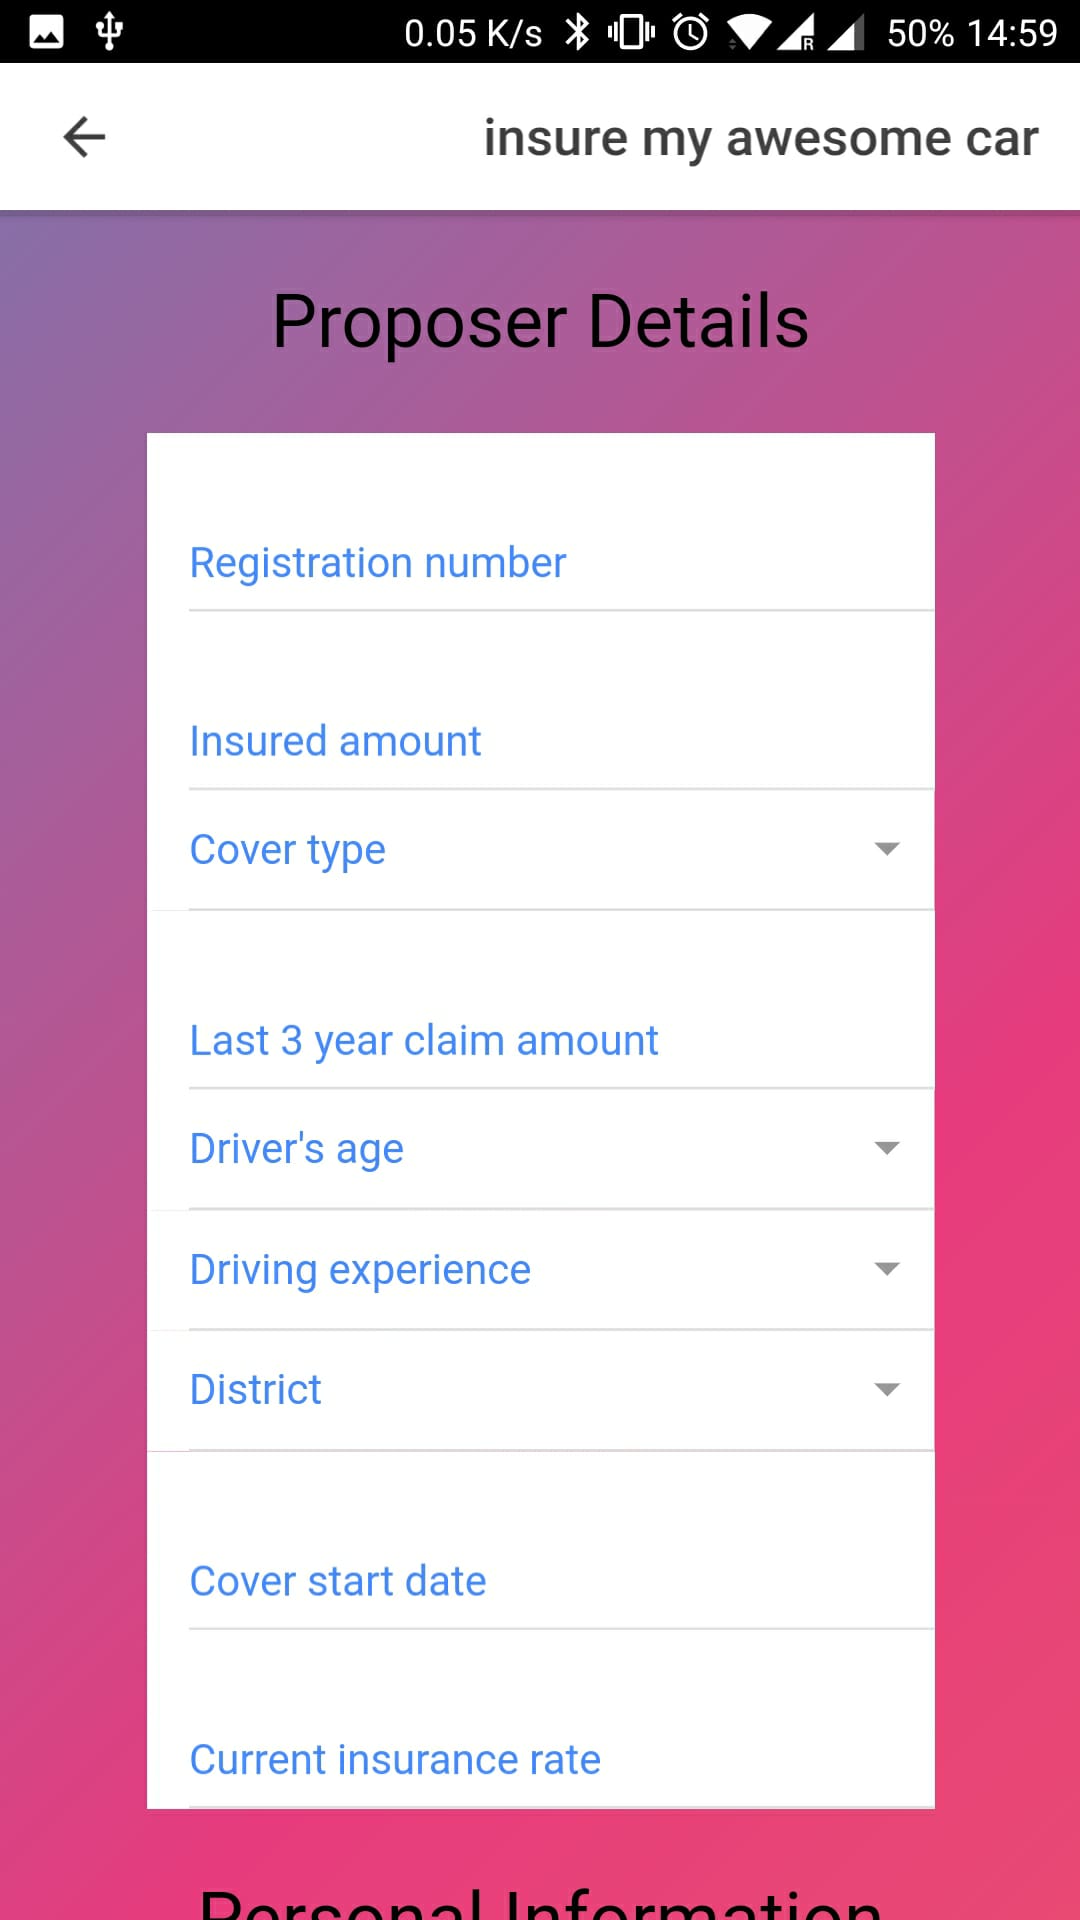 0.05 K/s R 50% 14:59
insure my awesome car
Proposer Details
Registration number
Insured amount
Cover type
Last 3 year claim amount
Driver's age
Driving experience
District
Cover start date
Current insurance rate
Personal Information